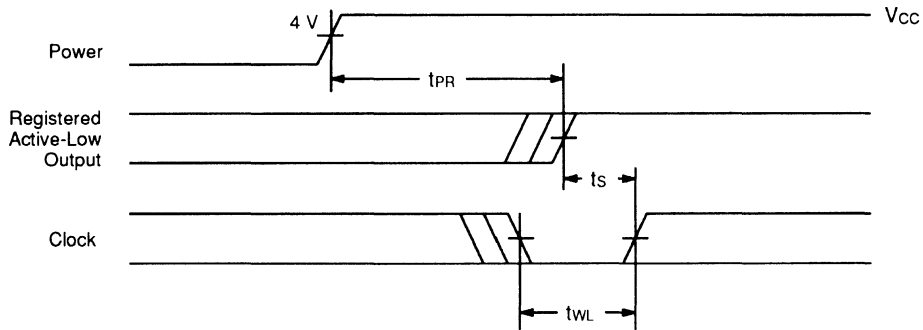 4 V
VCC
Power
tPR
Registered
Active-Low
Output
tS
Clock
tWL